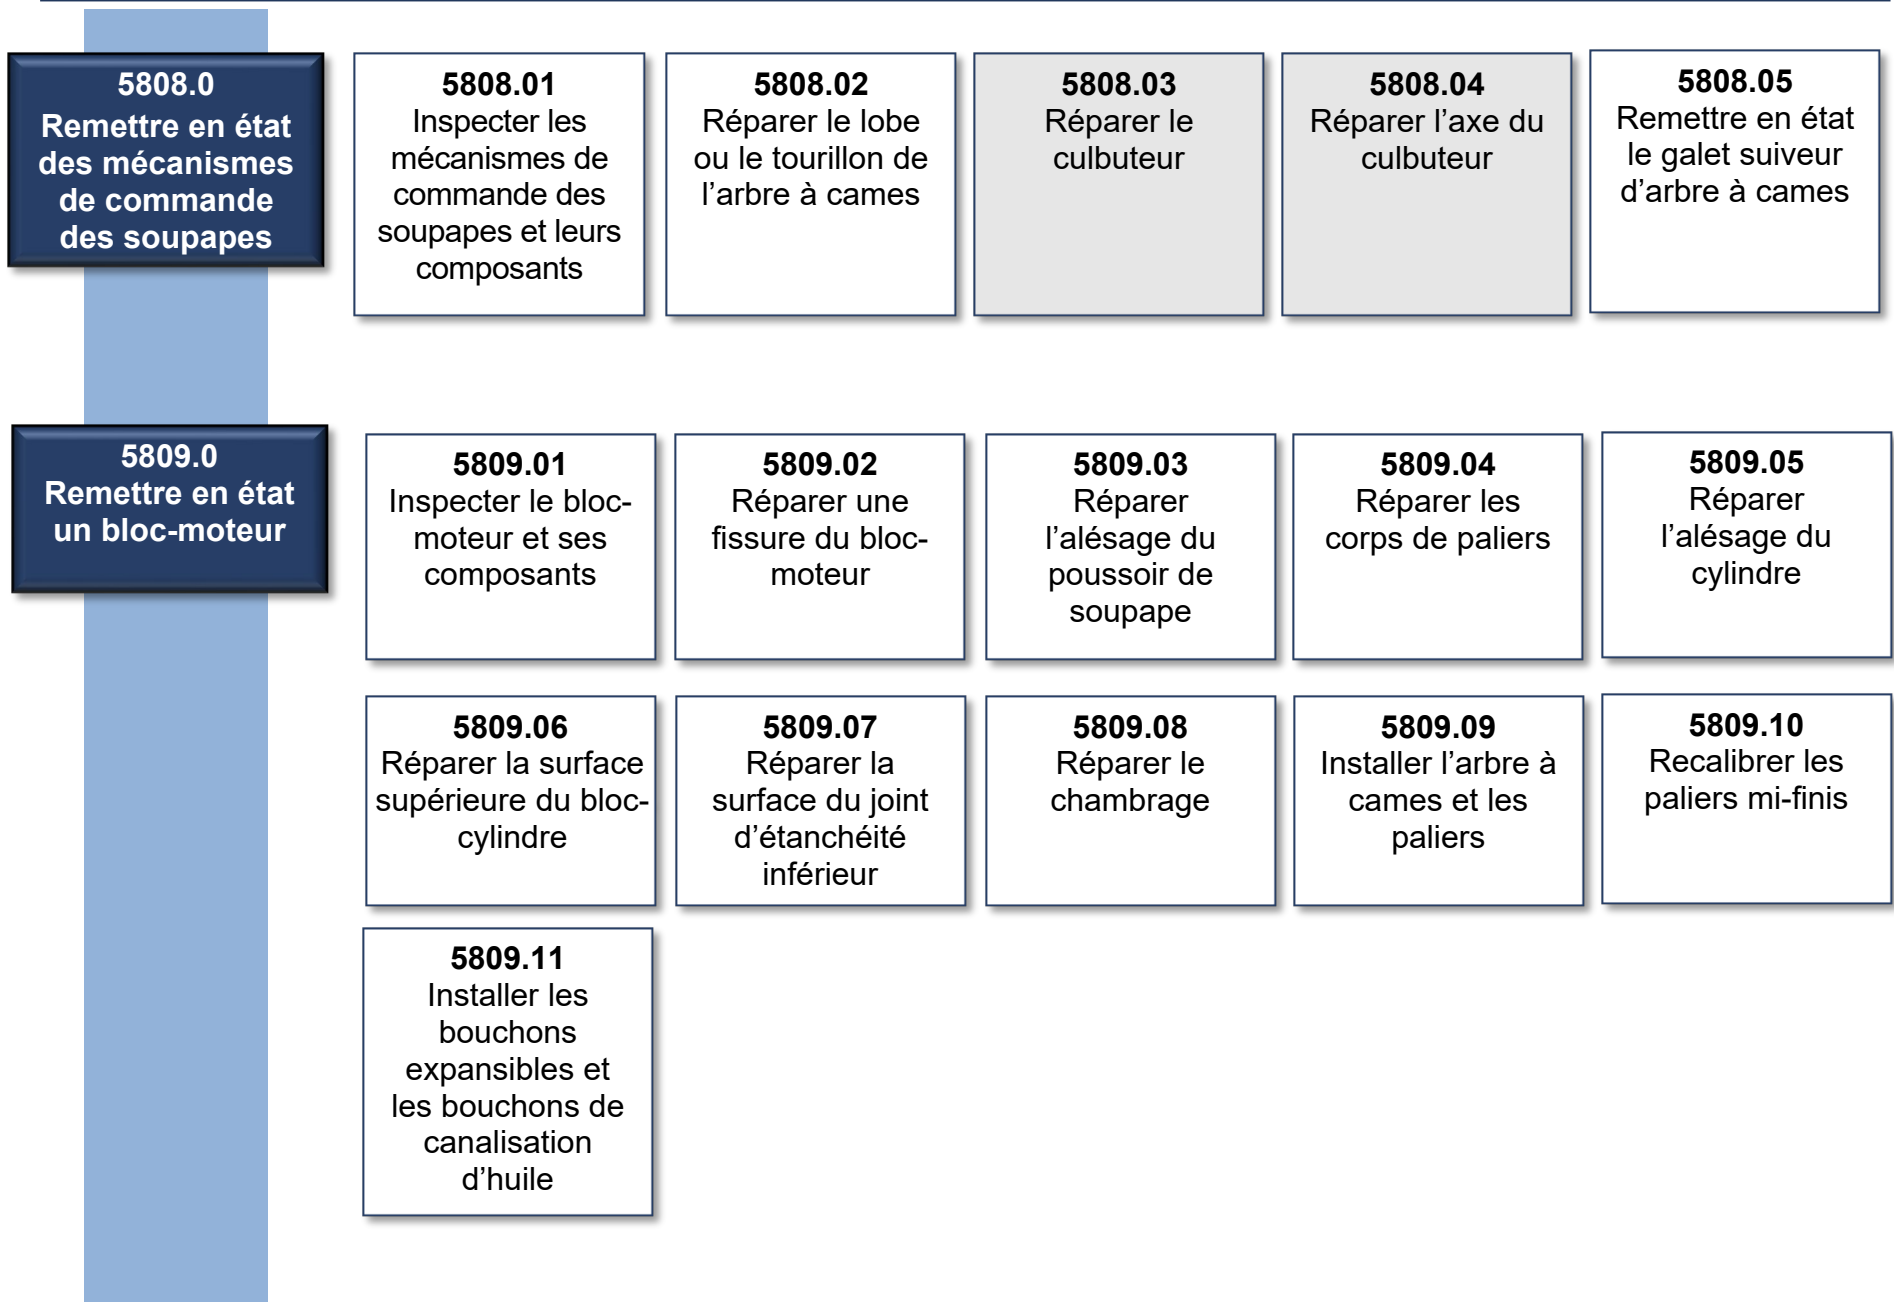 5808.0
Remettre en état
des mécanismes
de commande
des soupapes
5808.01
Inspecter les
mécanismes de
commande des
soupapes et leurs
composants
5808.02
Réparer le lobe
ou le tourillon de
l’arbre à cames
5808.03
Réparer le
culbuteur
5808.04
Réparer l’axe du
culbuteur
5808.05
Remettre en état
le galet suiveur
d’arbre à cames
5809.0
Remettre en état
un bloc-moteur
5809.01
Inspecter le bloc-
moteur et ses
composants
5809.02
Réparer une
fissure du bloc-
moteur
5809.03
Réparer
l’alésage du
poussoir de
soupape
5809.04
Réparer les
corps de paliers
5809.05
Réparer
l’alésage du
cylindre
5809.06
Réparer la surface
supérieure du bloc-
cylindre
5809.07
Réparer la
surface du joint
d’étanchéité
inférieur
5809.08
Réparer le
chambrage
5809.09
Installer l’arbre à
cames et les
paliers
5809.10
Recalibrer les
paliers mi-finis
5809.11
Installer les
bouchons
expansibles et
les bouchons de
canalisation
d’huile